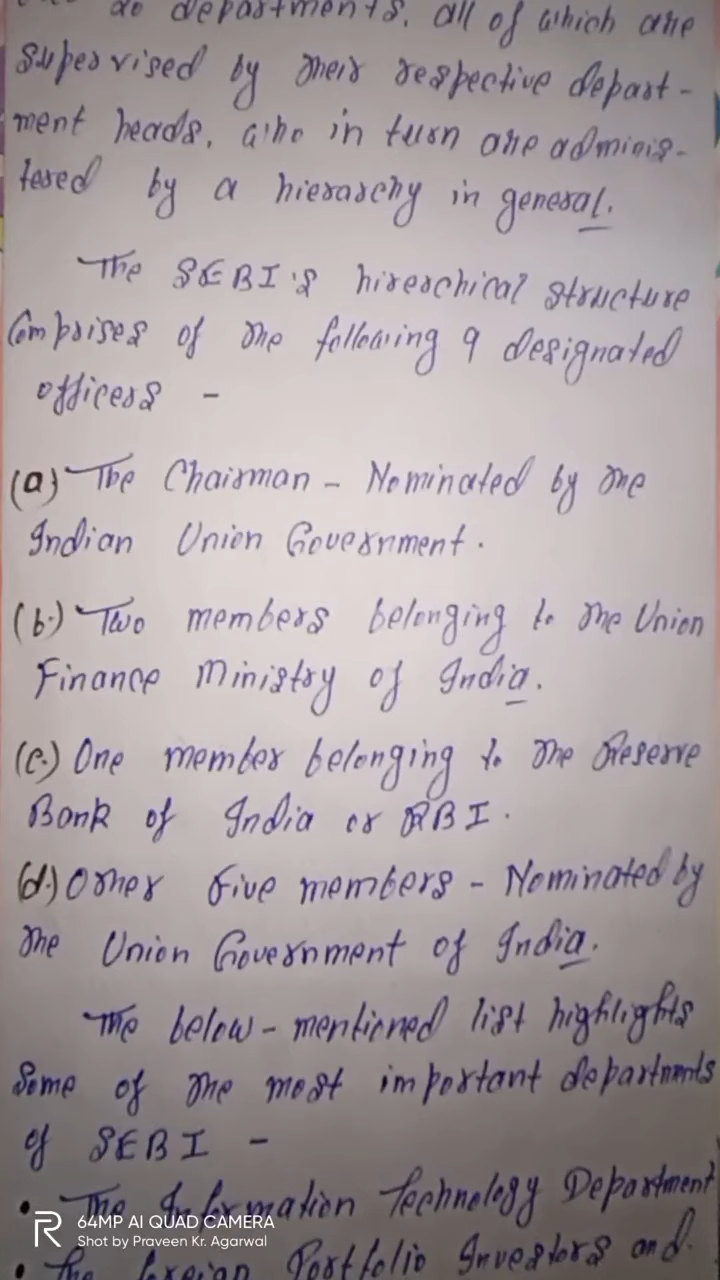 departments, all of which are
supervised by their respective depart-
ment heads, who in turn are adminis-
tered by a hierarchy in general.
The SEBI's hirerchical structure
Comprises of the following 9 designated
officers -
(a) The Chairman - Nominated by the
Indian Union Government.
(b.) Two members belonging to the Union
Finance Ministry of India.
(c.) One member belonging to the Reserve
Bank of India or RBI.
(d.) Other five members - Nominated by
the Union Government of India.
The below-mentioned list highlights
Some of the most important departments
of SEBI -
• The Information Technology Department
• The Foreign Portfolio Investors and
64MP AI QUAD CAMERA
Shot by Praveen Kr. Agarwal